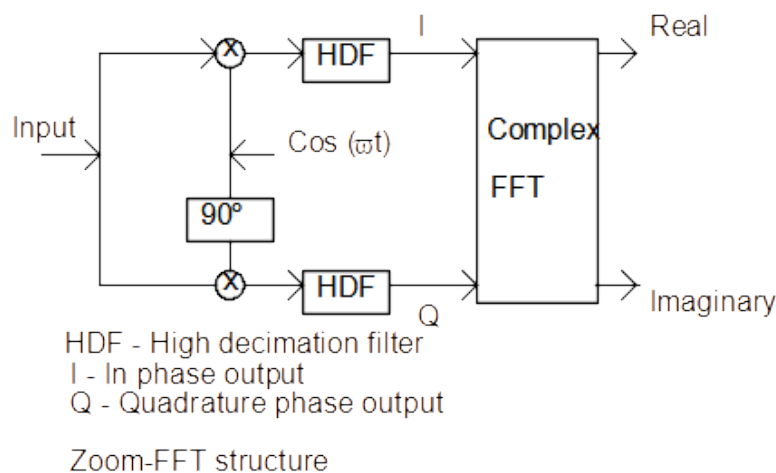 I
Real
X
HDF
Input
Cos (ϖt)
Complex
FFT
90º
X
HDF
Q
Imaginary
HDF - High decimation filter
I - In phase output
Q - Quadrature phase output
Zoom-FFT structure